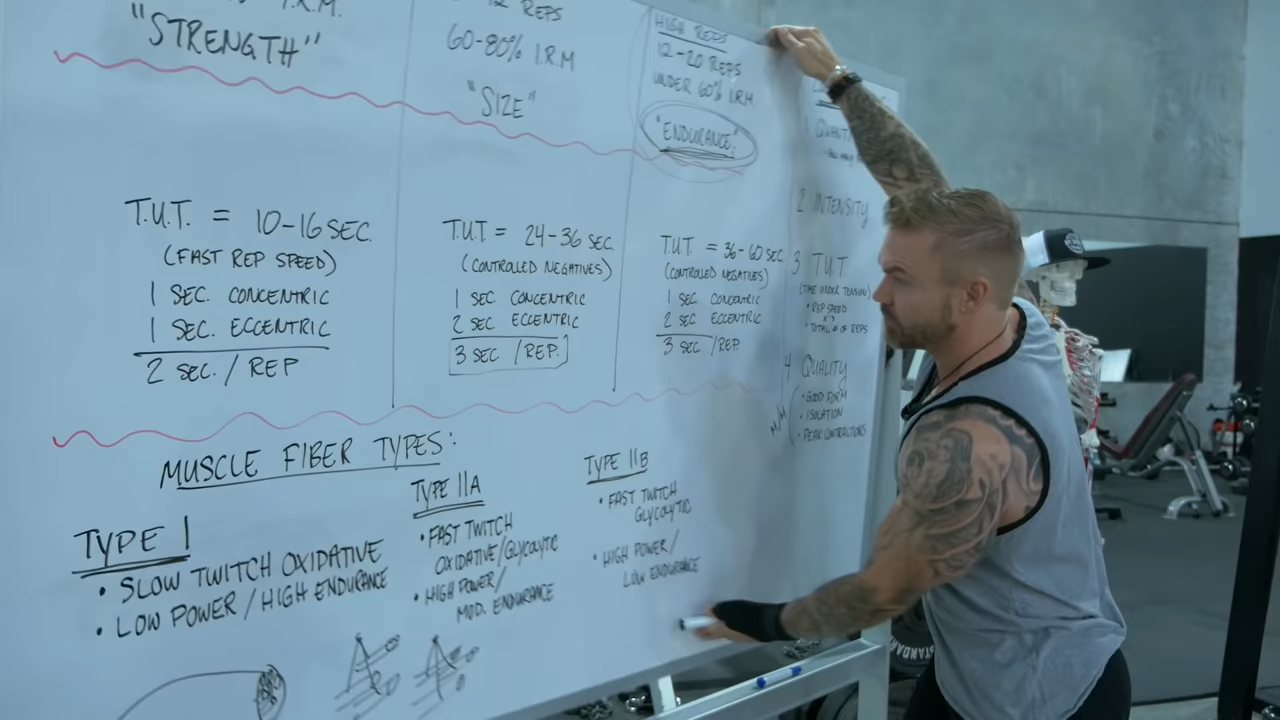 "STRENGTH"
12 REPS
60-80% 1.R.M
"SIZE"
HIGH REPS
12-20 REPS
UNDER 60% 1.RM.
"ENDURANCE"
T.U.T. = 10-16 SEC.
(FAST REP SPEED)
1 SEC. CONCENTRIC
1 SEC. ECCENTRIC
2 SEC. / REP
T.U.T. = 24-36 SEC.
(CONTROLLED NEGATIVES)
1 SEC CONCENTRIC
2 SEC ECCENTRIC
3 SEC /REP.
T.U.T = 36-60 SEC.
(CONTROLLED NEGATIVES)
1 SEC CONCENTRIC
2 SEC ECCENTRIC
3 SEC /REP.
2 INTENSITY
3 T.U.T.
(TIME UNDER TENSION)
• REP SPEED
X'S
• TOTAL # OF REPS
4 QUALITY
M/M
• GOOD FORM
• ISOLATION
• PEAK CONTRACTIONS
MUSCLE FIBER TYPES:
TYPE I
• SLOW TWITCH OXIDATIVE
• LOW POWER / HIGH ENDURANCE
TYPE IIA
• FAST TWITCH
OXIDATIVE/GLYCOLYTIC
• HIGH POWER/
MOD. ENDURANCE
TYPE IIB
• FAST TWITCH
GLYCOLYTIC
• HIGH POWER/
LOW ENDURANCE
STANDARD